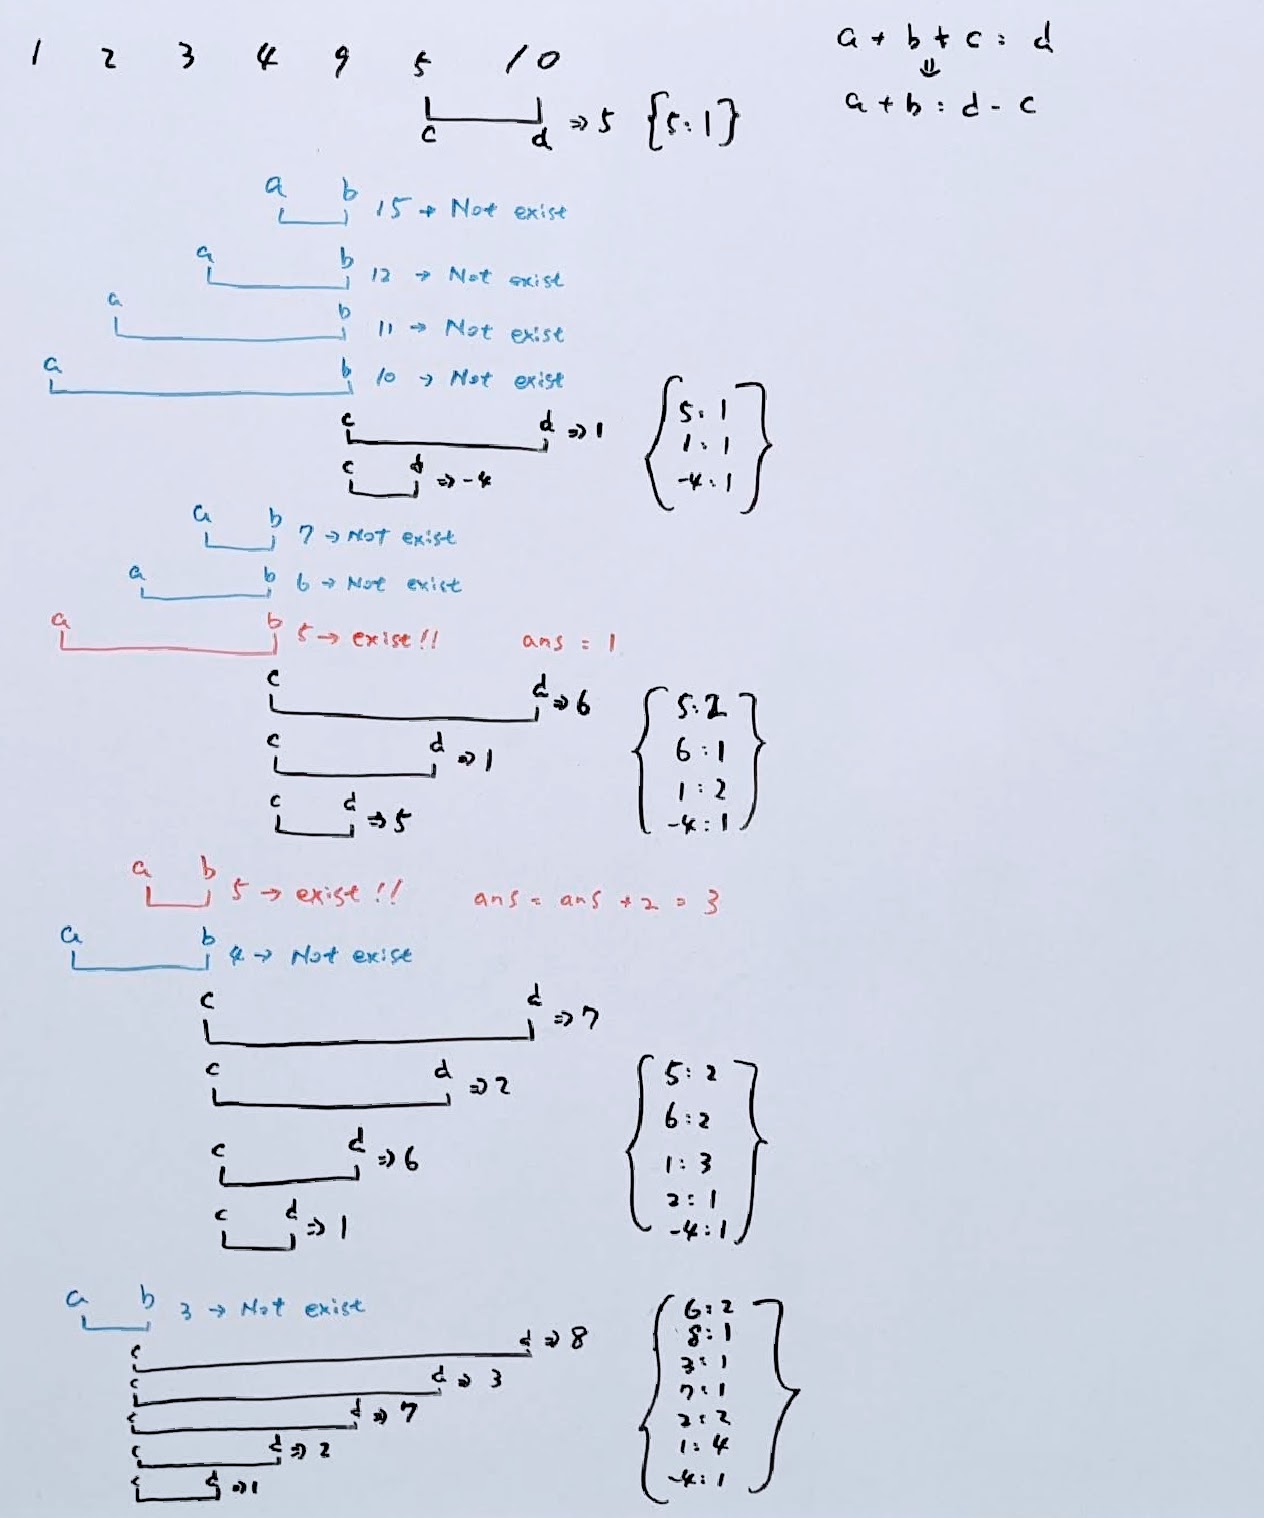 1 2 3 4 9 5 10
a + b + c = d
⇓
a + b = d - c
c d ⇒ 5 {5:1}
a b 15 → Not exist
a b 12 → Not exist
a b 11 → Not exist
a b 10 → Not exist
c d ⇒ 1
c d ⇒ -4
5:1
1:1
-4:1
a b 7 → Not exist
a b 6 → Not exist
a b 5 → exist!! ans = 1
c d ⇒ 6
c d ⇒ 1
c d ⇒ 5
5:2
6:1
1:2
-4:1
a b 5 → exist!! ans = ans + 2 = 3
a b 4 → Not exist
c d ⇒ 7
c d ⇒ 2
c d ⇒ 6
c d ⇒ 1
5:2
6:2
1:3
2:1
-4:1
a b 3 → Not exist
c d ⇒ 8
c d ⇒ 3
c d ⇒ 7
c d ⇒ 2
c d ⇒ 1
6:2
8:1
3:1
7:1
2:2
1:4
-4:1